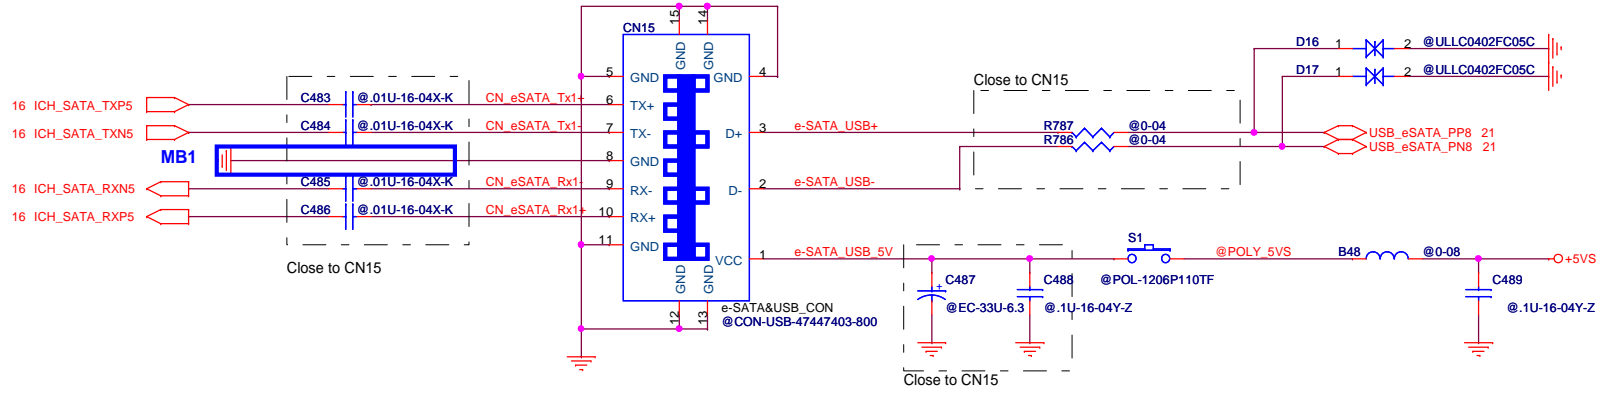 CN15
15
14
GND
GND
5
GND
GND
4
16 ICH_SATA_TXP5
C483
@.01U-16-04X-K
CN_eSATA_Tx1+
6
TX+
16 ICH_SATA_TXN5
C484
@.01U-16-04X-K
CN_eSATA_Tx1-
7
TX-
D+
3
e-SATA_USB+
MB1
8
GND
16 ICH_SATA_RXN5
C485
@.01U-16-04X-K
CN_eSATA_Rx1-
9
RX-
D-
2
e-SATA_USB-
16 ICH_SATA_RXP5
C486
@.01U-16-04X-K
CN_eSATA_Rx1+
10
RX+
11
GND
VCC
1
e-SATA_USB_5V
Close to CN15
GND
GND
12
13
e-SATA&USB_CON
@CON-USB-47447403-800
D16
1
2
@ULLC0402FC05C
D17
1
2
@ULLC0402FC05C
Close to CN15
R787
@0-04
R786
@0-04
USB_eSATA_PP8 21
USB_eSATA_PN8 21
S1
@POLY_5VS
B48
@0-08
+5VS
@POL-1206P110TF
C487
+
@EC-33U-6.3
C488
@.1U-16-04Y-Z
C489
@.1U-16-04Y-Z
Close to CN15